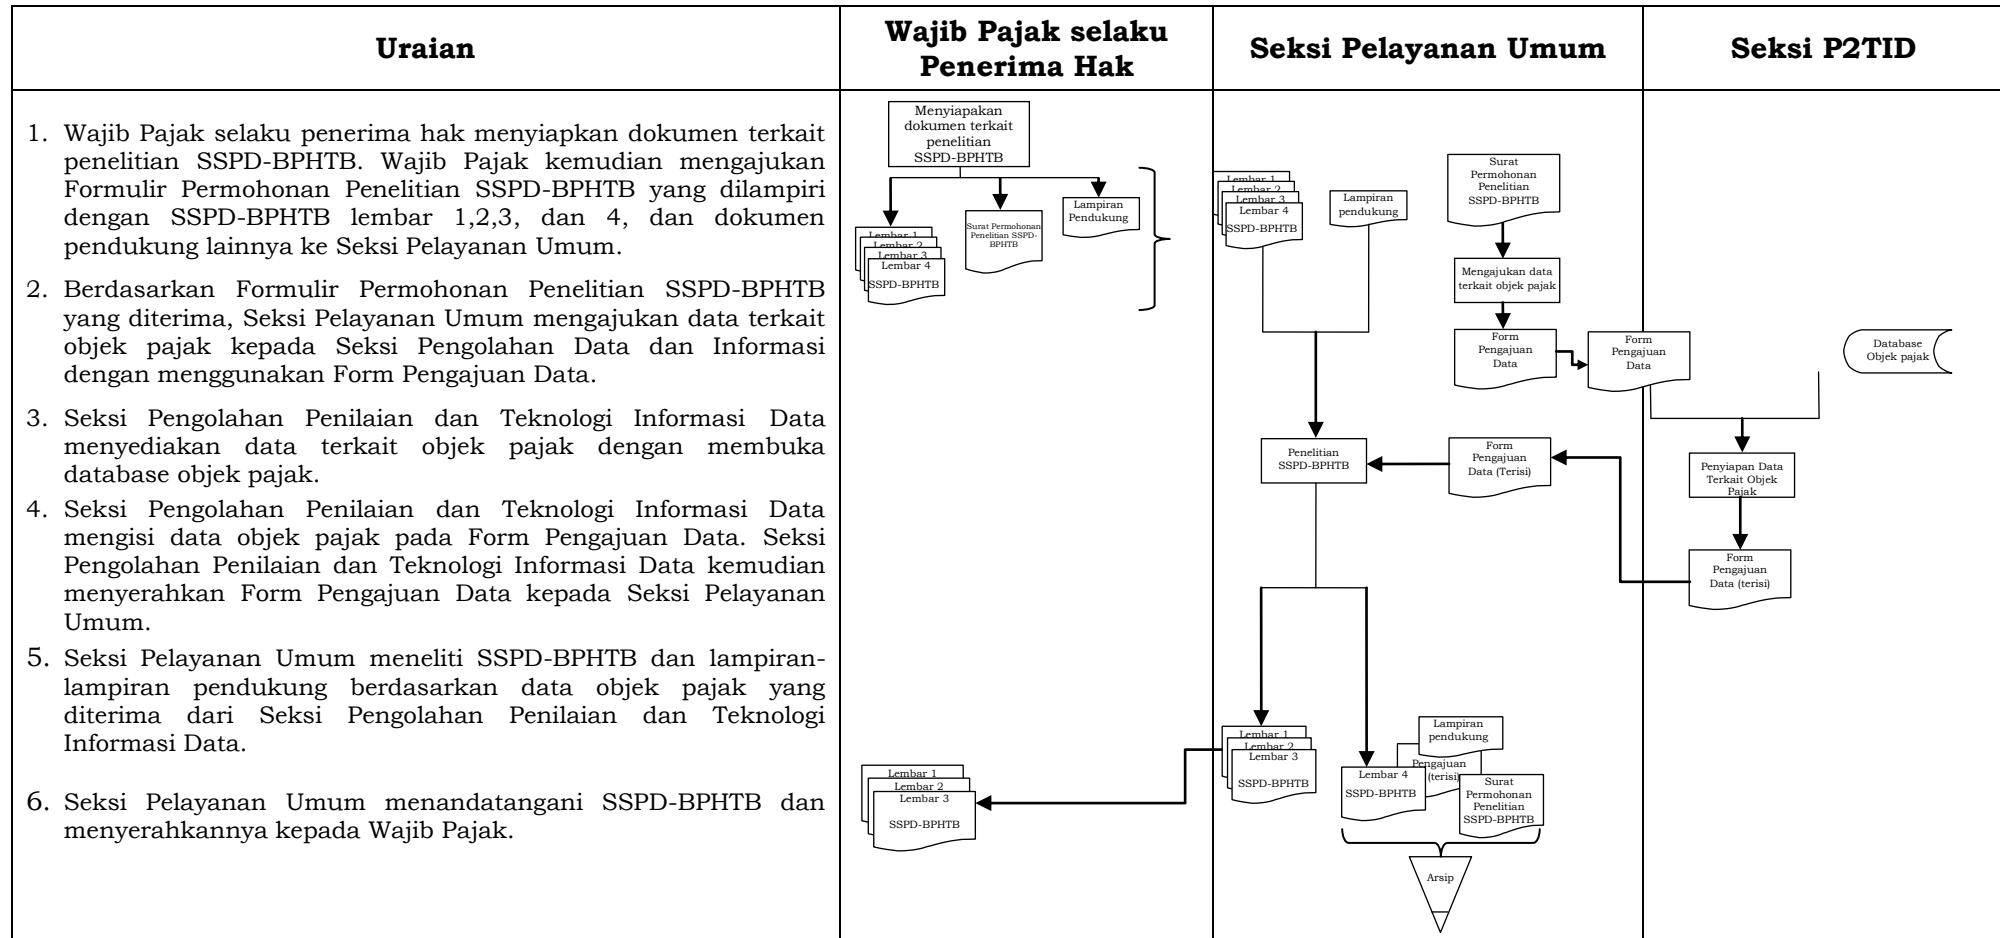 Uraian
Wajib Pajak selaku
Penerima Hak
Seksi Pelayanan Umum
Seksi P2TID
1. Wajib Pajak selaku penerima hak menyiapkan dokumen terkait
penelitian SSPD-BPHTB. Wajib Pajak kemudian mengajukan
Formulir Permohonan Penelitian SSPD-BPHTB yang dilampiri
dengan SSPD-BPHTB lembar 1,2,3, dan 4, dan dokumen
pendukung lainnya ke Seksi Pelayanan Umum.
2. Berdasarkan Formulir Permohonan Penelitian SSPD-BPHTB
yang diterima, Seksi Pelayanan Umum mengajukan data terkait
objek pajak kepada Seksi Pengolahan Data dan Informasi
dengan menggunakan Form Pengajuan Data.
3. Seksi Pengolahan Penilaian dan Teknologi Informasi Data
menyediakan data terkait objek pajak dengan membuka
database objek pajak.
4. Seksi Pengolahan Penilaian dan Teknologi Informasi Data
mengisi data objek pajak pada Form Pengajuan Data. Seksi
Pengolahan Penilaian dan Teknologi Informasi Data kemudian
menyerahkan Form Pengajuan Data kepada Seksi Pelayanan
Umum.
5. Seksi Pelayanan Umum meneliti SSPD-BPHTB dan lampiran-
lampiran pendukung berdasarkan data objek pajak yang
diterima dari Seksi Pengolahan Penilaian dan Teknologi
Informasi Data.
6. Seksi Pelayanan Umum menandatangani SSPD-BPHTB dan
menyerahkannya kepada Wajib Pajak.
Menyiapakan
dokumen terkait
penelitian
SSPD-BPHTB
Lembar 1
Lembar 2
Lembar 3
Lembar 4
SSPD-BPHTB
Surat Permohonan
Penelitian SSPD-
BPHTB
Lampiran
Pendukung
Lembar 1
Lembar 2
Lembar 3
SSPD-BPHTB
Lembar 1
Lembar 2
Lembar 3
Lembar 4
SSPD-BPHTB
Lampiran
pendukung
Surat
Permohonan
Penelitian
SSPD-BPHTB
Mengajukan data
terkait objek pajak
Form
Pengajuan
Data
Form
Pengajuan
Data
Database
Objek pajak
Penelitian
SSPD-BPHTB
Form
Pengajuan
Data (Terisi)
Penyiapan Data
Terkait Objek
Pajak
Form
Pengajuan
Data (terisi)
Lembar 1
Lembar 2
Lembar 3
SSPD-BPHTB
Lampiran
pendukung
Pengajuan
(terisi)
Lembar 4
SSPD-BPHTB
Surat
Permohonan
Penelitian
SSPD-BPHTB
Arsip